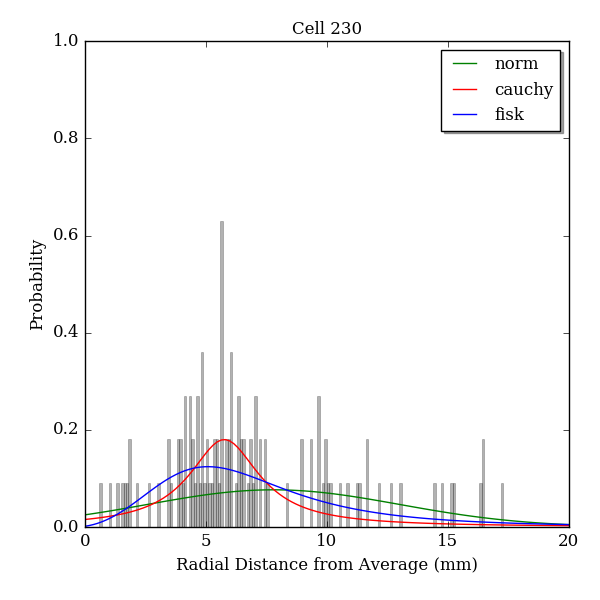 Cell 230
1.0
0.8
0.6
0.4
0.2
0.0
Probability
norm
cauchy
fisk
0 5 10 15 20
Radial Distance from Average (mm)